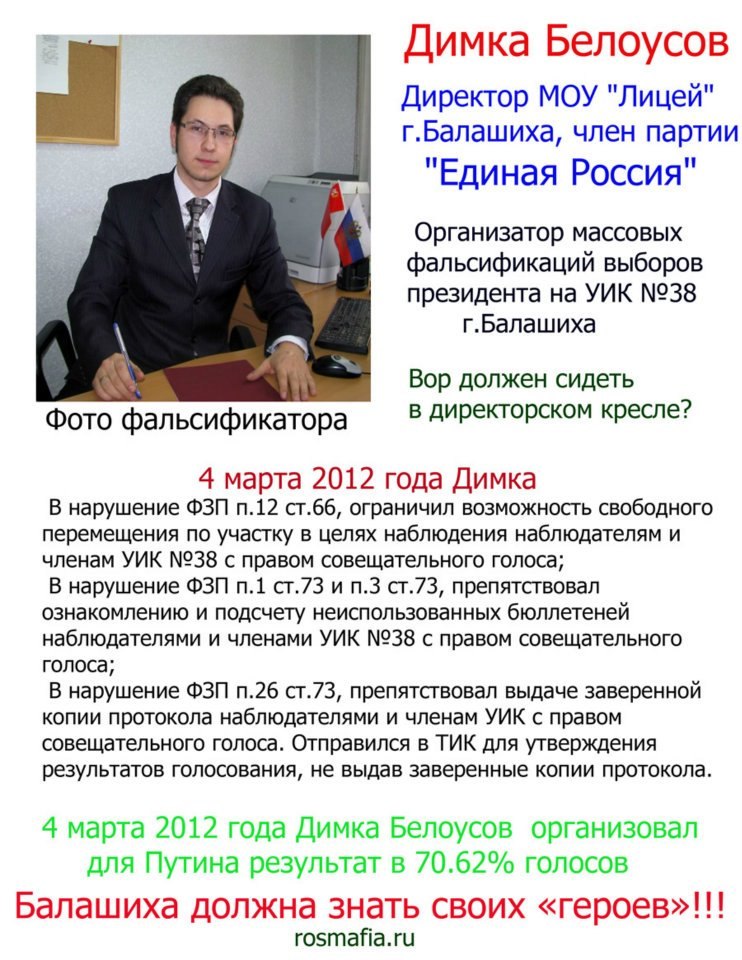 Димка Белоусов
Директор МОУ "Лицей"
г.Балашиха, член партии
"Единая Россия"
Организатор массовых
фальсификаций выборов
президента на УИК №38
г.Балашиха
Вор должен сидеть
в директорском кресле?
Фото фальсификатора
4 марта 2012 года Димка
В нарушение ФЗП п.12 ст.66, ограничил возможность свободного
перемещения по участку в целях наблюдения наблюдателям и
членам УИК №38 с правом совещательного голоса;
В нарушение ФЗП п.1 ст.73 и п.3 ст.73, препятствовал
ознакомлению и подсчету неиспользованных бюллетеней
наблюдателями и членами УИК №38 с правом совещательного
голоса;
В нарушение ФЗП п.26 ст.73, препятствовал выдаче заверенной
копии протокола наблюдателями и членам УИК с правом
совещательного голоса. Отправился в ТИК для утверждения
результатов голосования, не выдав заверенные копии протокола.
4 марта 2012 года Димка Белоусов организовал
для Путина результат в 70.62% голосов
Балашиха должна знать своих «героев»!!!
rosmafia.ru